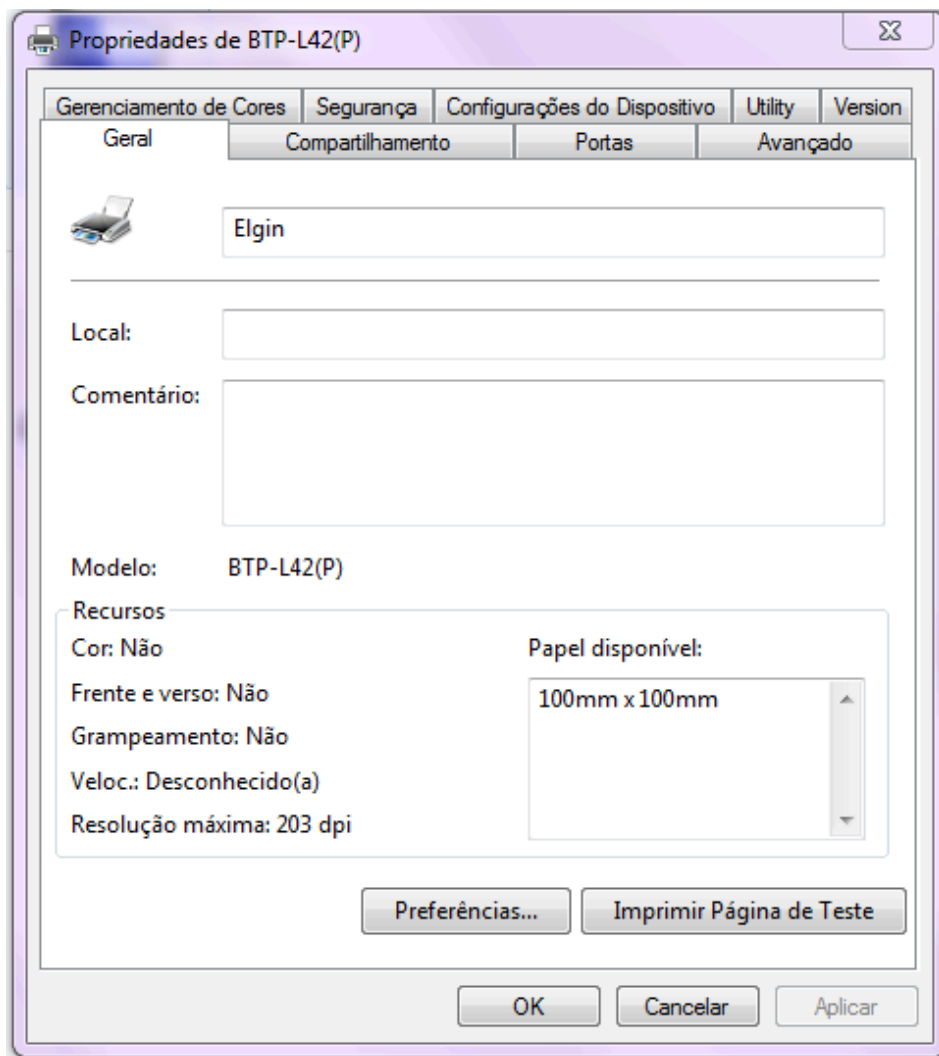 Propriedades de BTP-L42(P)
Gerenciamento de Cores Segurança Configurações do Dispositivo Utility Version
Geral Compartilhamento Portas Avançado
Elgin
Local:
Comentário:
Modelo: BTP-L42(P)
Recursos
Cor: Não Papel disponível:
Frente e verso: Não 100mm x 100mm
Grampeamento: Não
Veloc.: Desconhecido(a)
Resolução máxima: 203 dpi
Preferências... Imprimir Página de Teste
OK Cancelar Aplicar